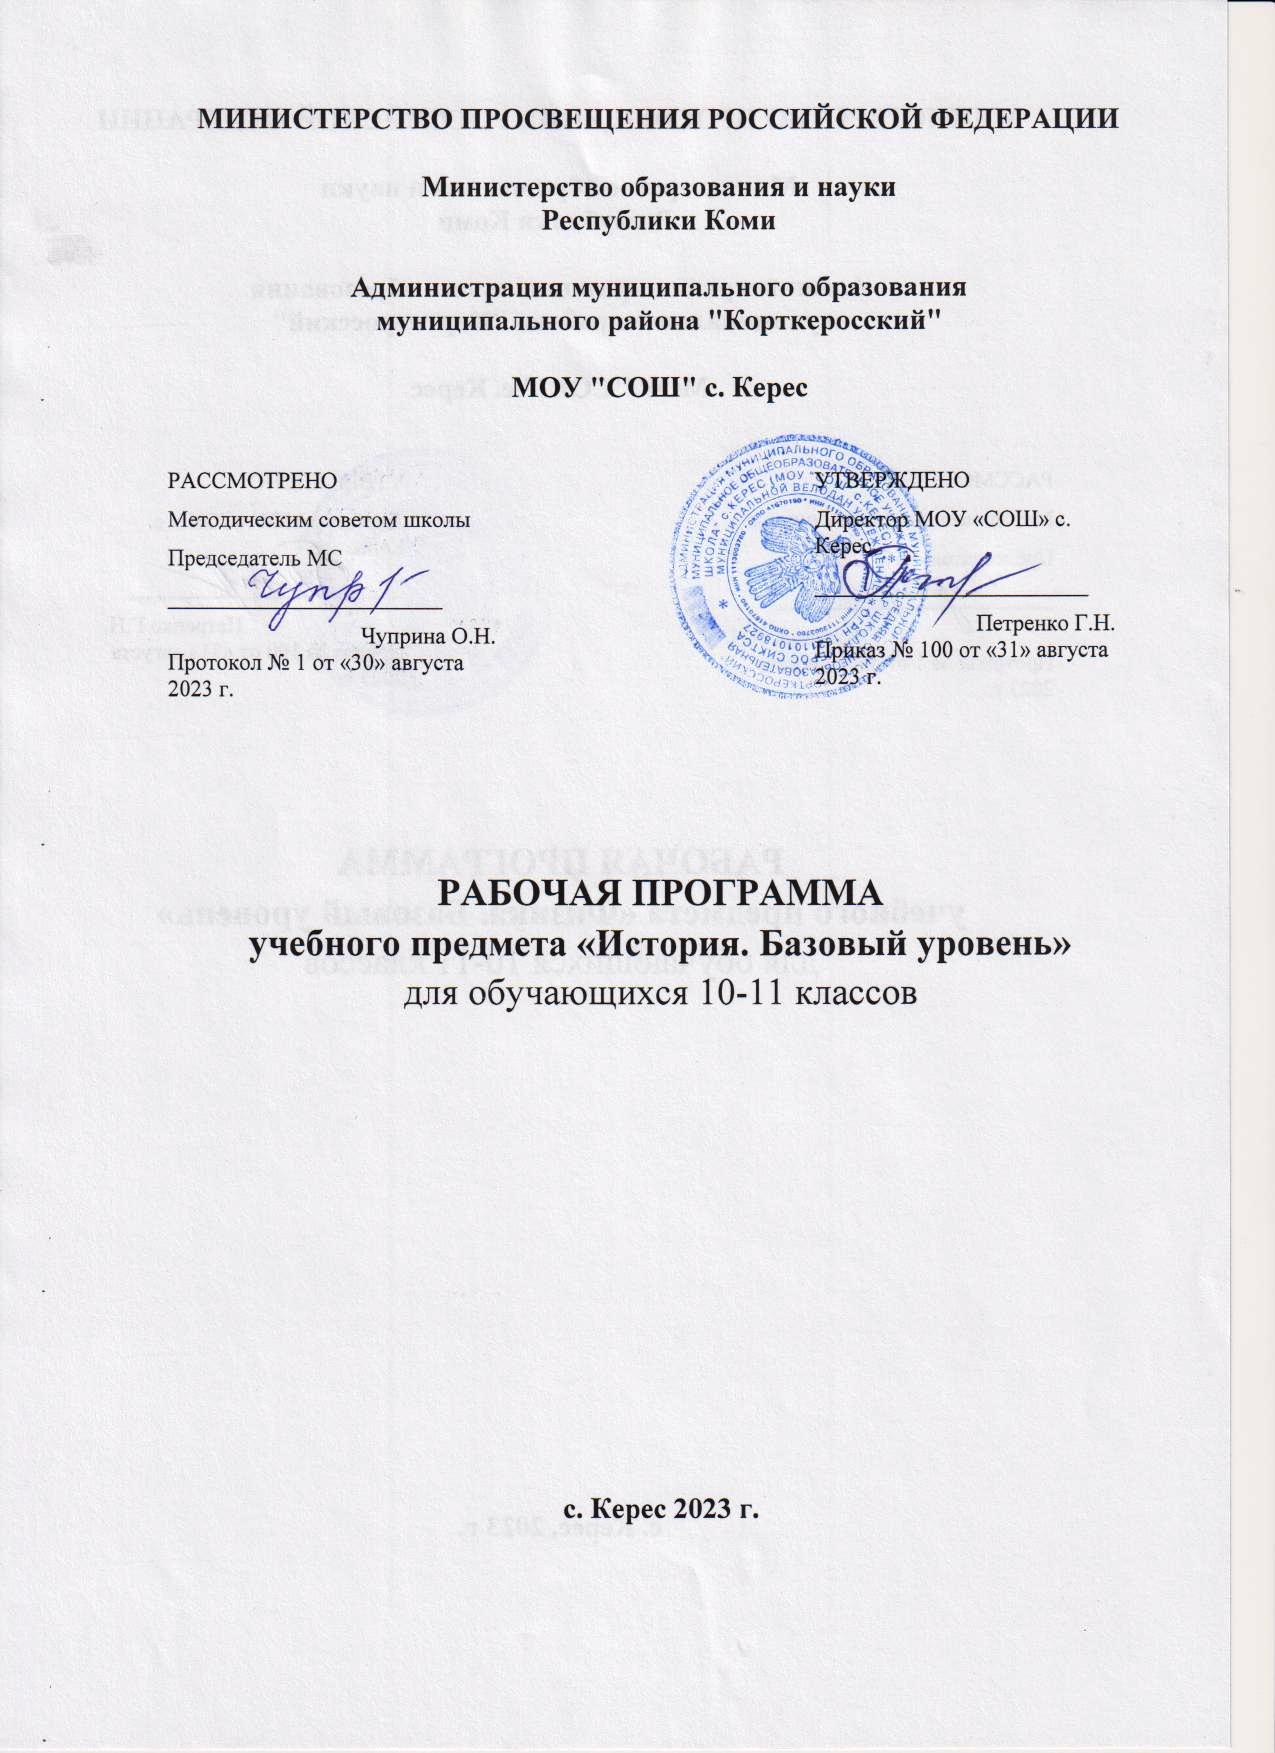 МИНИСТЕРСТВО ПРОСВЕЩЕНИЯ РОССИЙСКОЙ ФЕДЕРАЦИИ
Министерство образования и науки
Республики Коми
Администрация муниципального образования
муниципального района "Корткеросский"
МОУ "СОШ" с. Керес
РАССМОТРЕНО
Методическим советом школы
Председатель МС
Чуприна О.Н.
Протокол № 1 от «30» августа
2023 г.
УТВЕРЖДЕНО
Директор МОУ «СОШ» с.
Керес
Петренко Г.Н.
Приказ № 100 от «31» августа
2023 г.
РАБОЧАЯ ПРОГРАММА
учебного предмета «История. Базовый уровень»
для обучающихся 10-11 классов
с. Керес 2023 г.